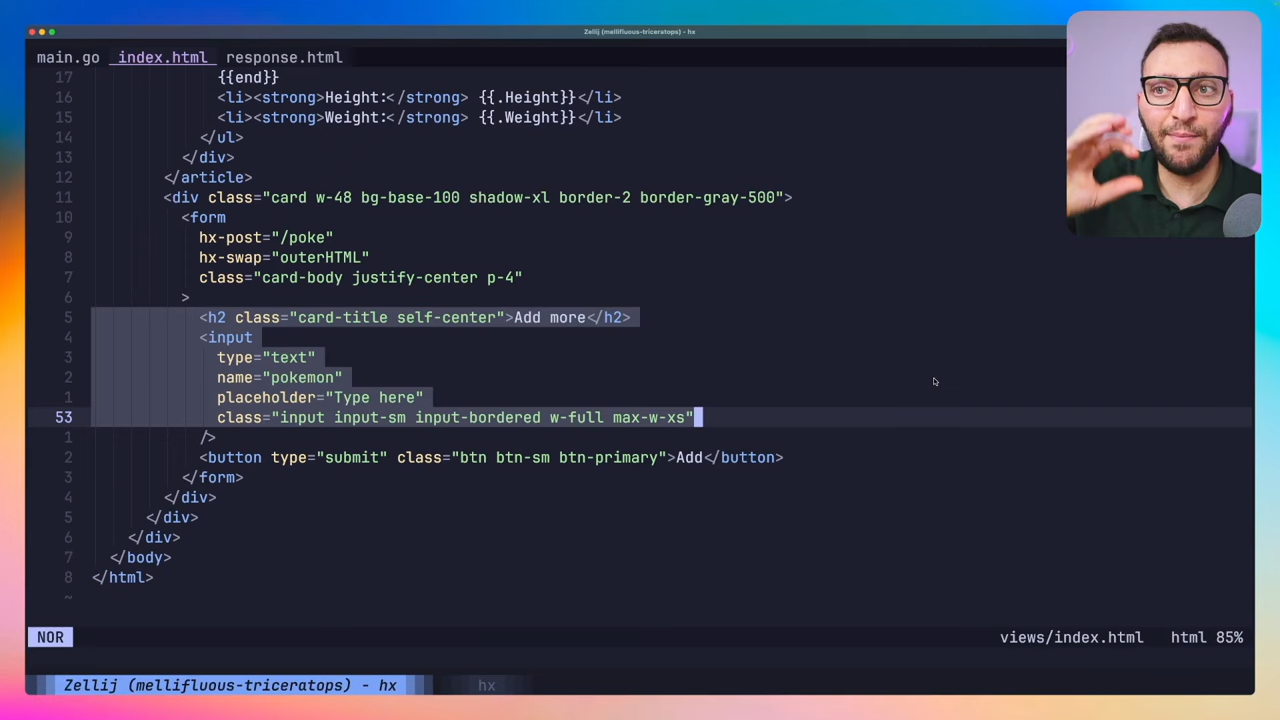 Zellij (mellifluous-triceratops) - hx
main.go index.html response.html
17 {{end}}
16 <li><strong>Height:</strong> {{.Height}}</li>
15 <li><strong>Weight:</strong> {{.Weight}}</li>
14 </ul>
13 </div>
12 </article>
11 <div class="card w-48 bg-base-100 shadow-xl border-2 border-gray-500">
10 <form
9 hx-post="/poke"
8 hx-swap="outerHTML"
7 class="card-body justify-center p-4"
6 >
5 <h2 class="card-title self-center">Add more</h2>
4 <input
3 type="text"
2 name="pokemon"
1 placeholder="Type here"
53 class="input input-sm input-bordered w-full max-w-xs"
1 />
2 <button type="submit" class="btn btn-sm btn-primary">Add</button>
3 </form>
4 </div>
5 </div>
6 </div>
7 </body>
8 </html>
~
NOR views/index.html html 85%
Zellij (mellifluous-triceratops) - hx hx